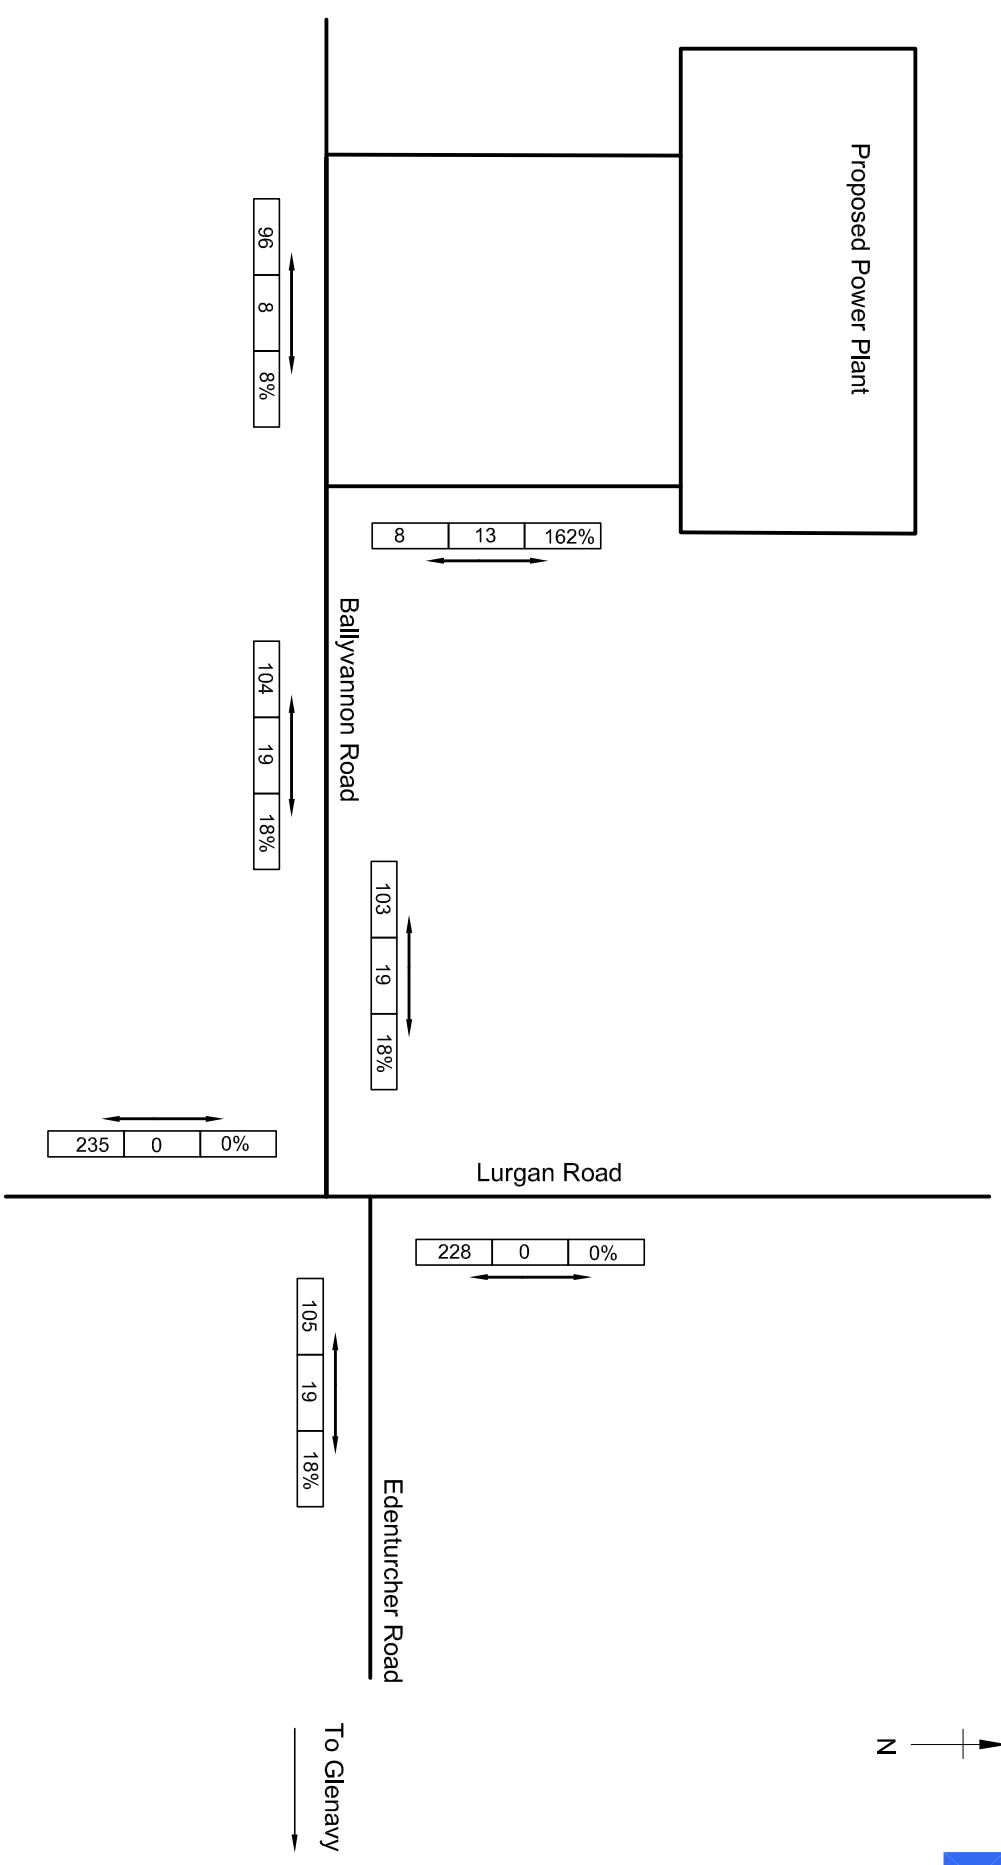 Proposed Power Plant
96 8 8%
8 13 162%
Ballyvannon Road
104 19 18%
103 19 18%
235 0 0%
Lurgan Road
228 0 0%
105 19 18%
Edenturcher Road
To Glenavy
N